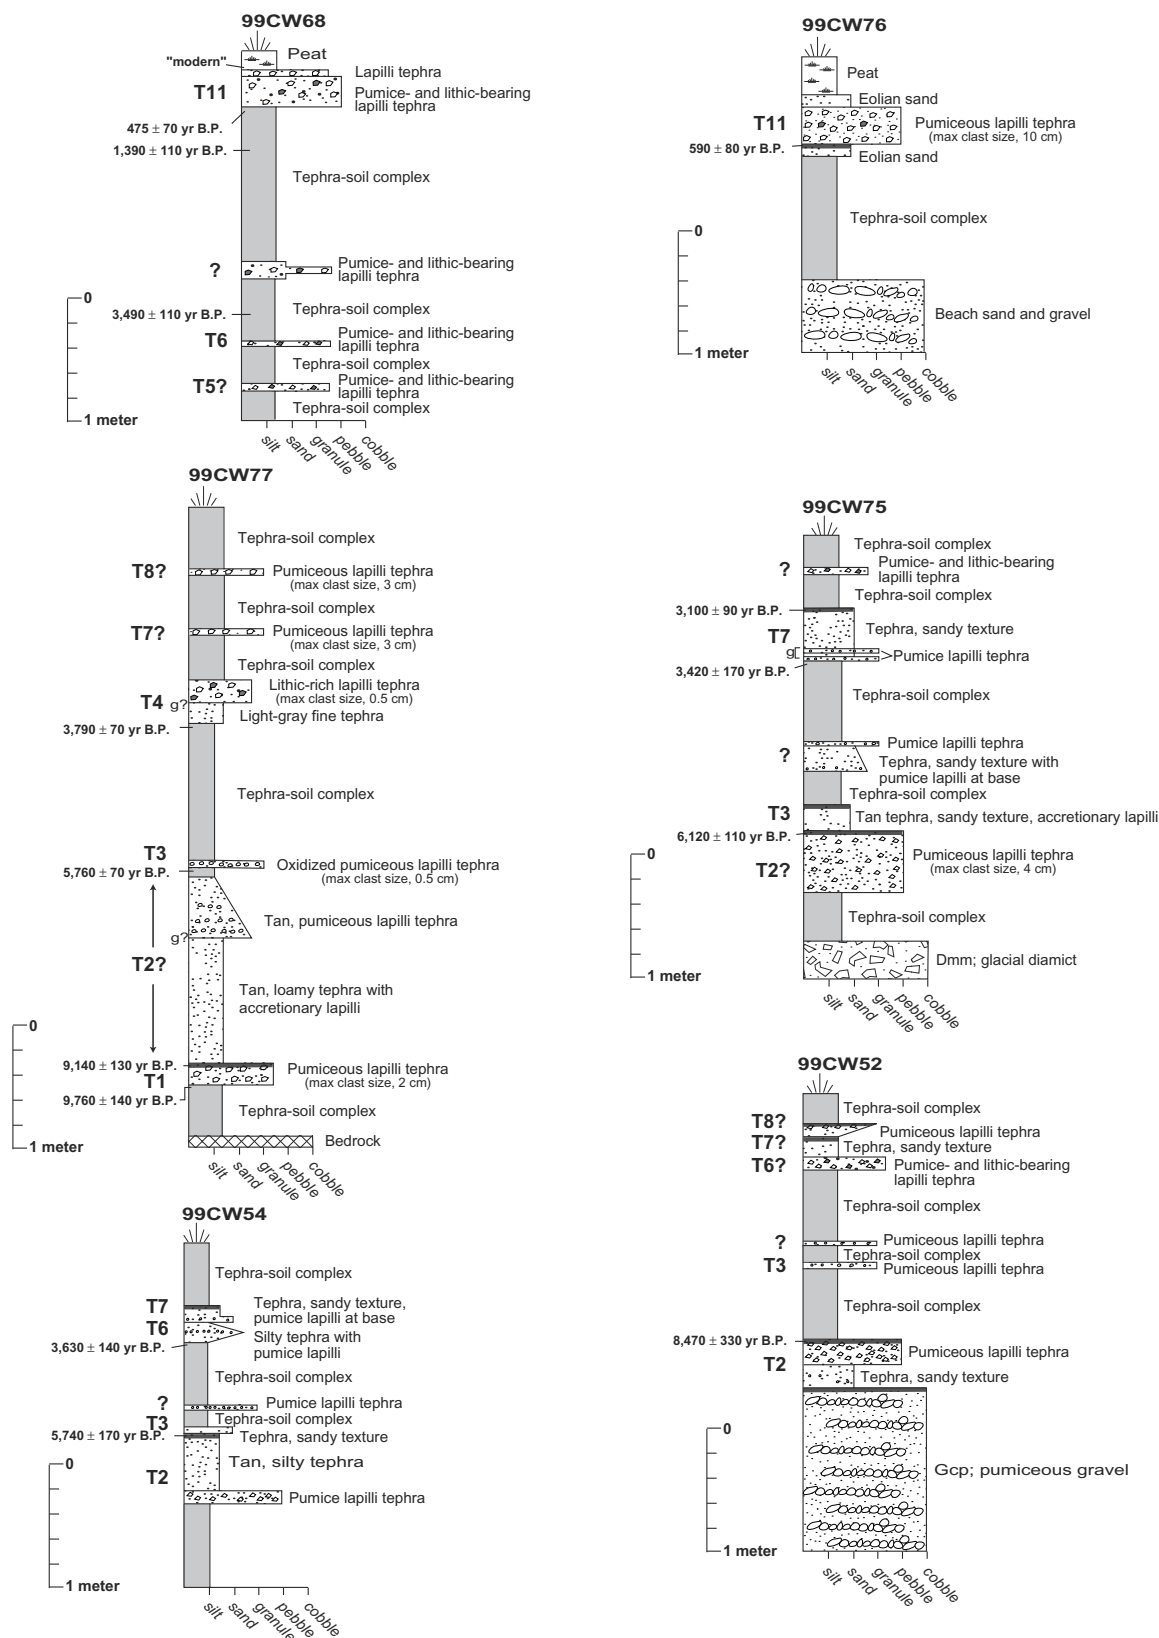 99CW68
"modern"
Peat
Lapilli tephra
T11
Pumice- and lithic-bearing
lapilli tephra
475 ± 70 yr B.P.
1,390 ± 110 yr B.P.
Tephra-soil complex
?
Pumice- and lithic-bearing
lapilli tephra
0
3,490 ± 110 yr B.P.
Tephra-soil complex
T6
Pumice- and lithic-bearing
lapilli tephra
Tephra-soil complex
T5?
Pumice- and lithic-bearing
lapilli tephra
Tephra-soil complex
1 meter
silt
sand
granule
pebble
cobble
99CW76
Peat
Eolian sand
T11
Pumiceous lapilli tephra
(max clast size, 10 cm)
590 ± 80 yr B.P.
Eolian sand
Tephra-soil complex
0
Beach sand and gravel
1 meter
silt
sand
granule
pebble
cobble
99CW77
Tephra-soil complex
T8?
Pumiceous lapilli tephra
(max clast size, 3 cm)
Tephra-soil complex
T7?
Pumiceous lapilli tephra
(max clast size, 3 cm)
Tephra-soil complex
Lithic-rich lapilli tephra
(max clast size, 0.5 cm)
T4
g?
Light-gray fine tephra
3,790 ± 70 yr B.P.
Tephra-soil complex
T3
Oxidized pumiceous lapilli tephra
(max clast size, 0.5 cm)
5,760 ± 70 yr B.P.
Tan, pumiceous lapilli tephra
g?
T2?
Tan, loamy tephra with
accretionary lapilli
0
9,140 ± 130 yr B.P.
T1
Pumiceous lapilli tephra
(max clast size, 2 cm)
9,760 ± 140 yr B.P.
Tephra-soil complex
1 meter
Bedrock
silt
sand
granule
pebble
cobble
99CW75
Tephra-soil complex
?
Pumice- and lithic-bearing
lapilli tephra
Tephra-soil complex
3,100 ± 90 yr B.P.
T7
Tephra, sandy texture
g
Pumice lapilli tephra
3,420 ± 170 yr B.P.
Tephra-soil complex
Pumice lapilli tephra
?
Tephra, sandy texture with
pumice lapilli at base
Tephra-soil complex
T3
Tan tephra, sandy texture, accretionary lapilli
6,120 ± 110 yr B.P.
0
Pumiceous lapilli tephra
(max clast size, 4 cm)
T2?
Tephra-soil complex
Dmm; glacial diamict
1 meter
silt
sand
granule
pebble
cobble
99CW54
Tephra-soil complex
T7
Tephra, sandy texture,
pumice lapilli at base
T6
Silty tephra with
pumice lapilli
3,630 ± 140 yr B.P.
Tephra-soil complex
?
Pumice lapilli tephra
Tephra-soil complex
T3
5,740 ± 170 yr B.P.
Tephra, sandy texture
0
Tan, silty tephra
T2
Pumice lapilli tephra
1 meter
silt
sand
granule
pebble
cobble
99CW52
Tephra-soil complex
T8?
Pumiceous lapilli tephra
T7?
Tephra, sandy texture
T6?
Pumice- and lithic-bearing
lapilli tephra
Tephra-soil complex
?
Pumiceous lapilli tephra
Tephra-soil complex
T3
Pumiceous lapilli tephra
Tephra-soil complex
8,470 ± 330 yr B.P.
Pumiceous lapilli tephra
T2
Tephra, sandy texture
0
Gcp; pumiceous gravel
1 meter
silt
sand
granule
pebble
cobble